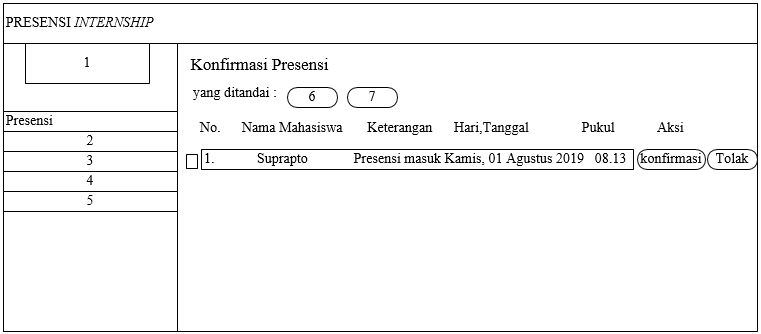 PRESENSI INTERNSHIP
1
Presensi
2
3
4
5
Konfirmasi Presensi
yang ditandai : 6 7
No. Nama Mahasiswa Keterangan Hari,Tanggal Pukul Aksi
1. Suprapto Presensi masuk Kamis, 01 Agustus 2019 08.13 konfirmasi Tolak